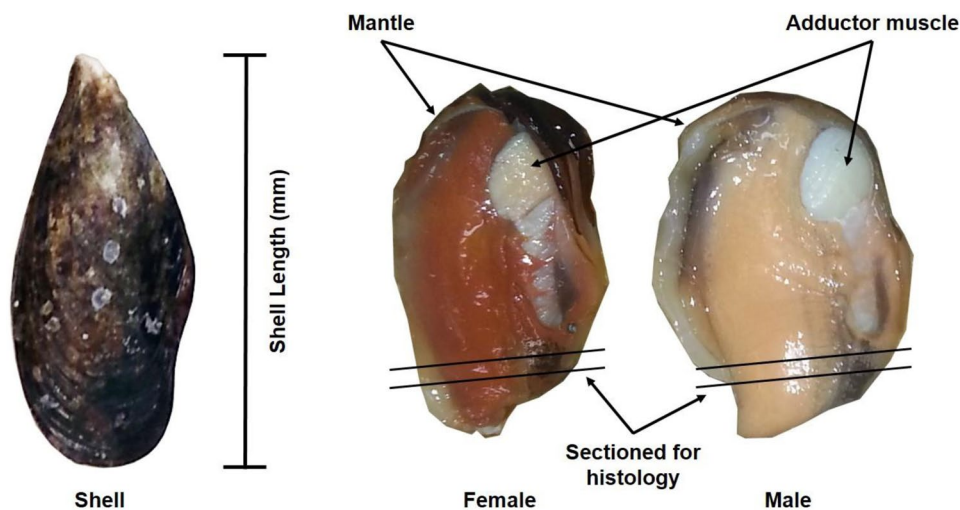 Mantle
Adductor muscle
Shell Length (mm)
Sectioned for
histology
Shell
Female
Male